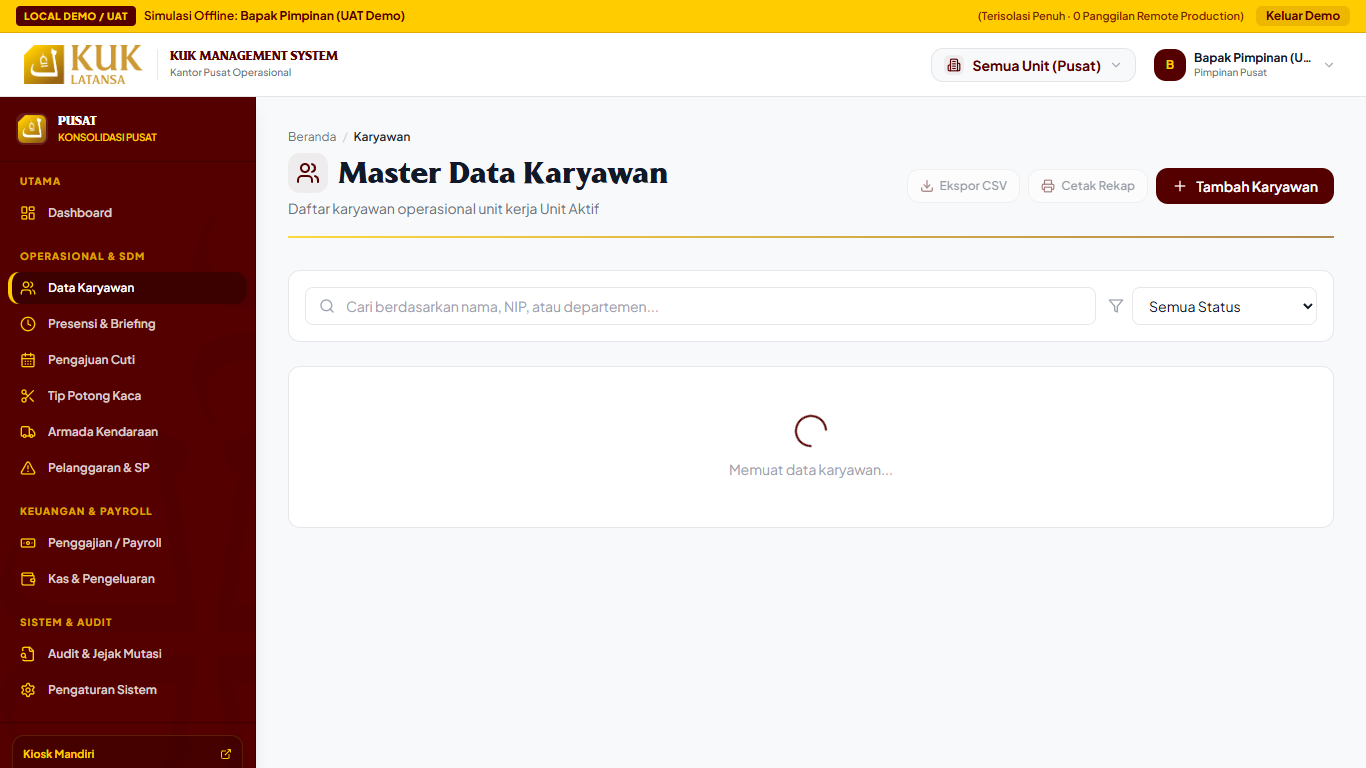 LOCAL DEMO / UAT Simulasi Offline: Bapak Pimpinan (UAT Demo) (Terisolasi Penuh · 0 Panggilan Remote Production) Keluar Demo
KUK LATANSA
KUK MANAGEMENT SYSTEM
Kantor Pusat Operasional
Semua Unit (Pusat)
B
Bapak Pimpinan (U...
Pimpinan Pusat
PUSAT
KONSOLIDASI PUSAT
UTAMA
Dashboard
OPERASIONAL & SDM
Data Karyawan
Presensi & Briefing
Pengajuan Cuti
Tip Potong Kaca
Armada Kendaraan
Pelanggaran & SP
KEUANGAN & PAYROLL
Penggajian / Payroll
Kas & Pengeluaran
SISTEM & AUDIT
Audit & Jejak Mutasi
Pengaturan Sistem
Kiosk Mandiri
Beranda / Karyawan
Master Data Karyawan
Daftar karyawan operasional unit kerja Unit Aktif
Ekspor CSV
Cetak Rekap
Tambah Karyawan
Cari berdasarkan nama, NIP, atau departemen...
Semua Status
Memuat data karyawan...